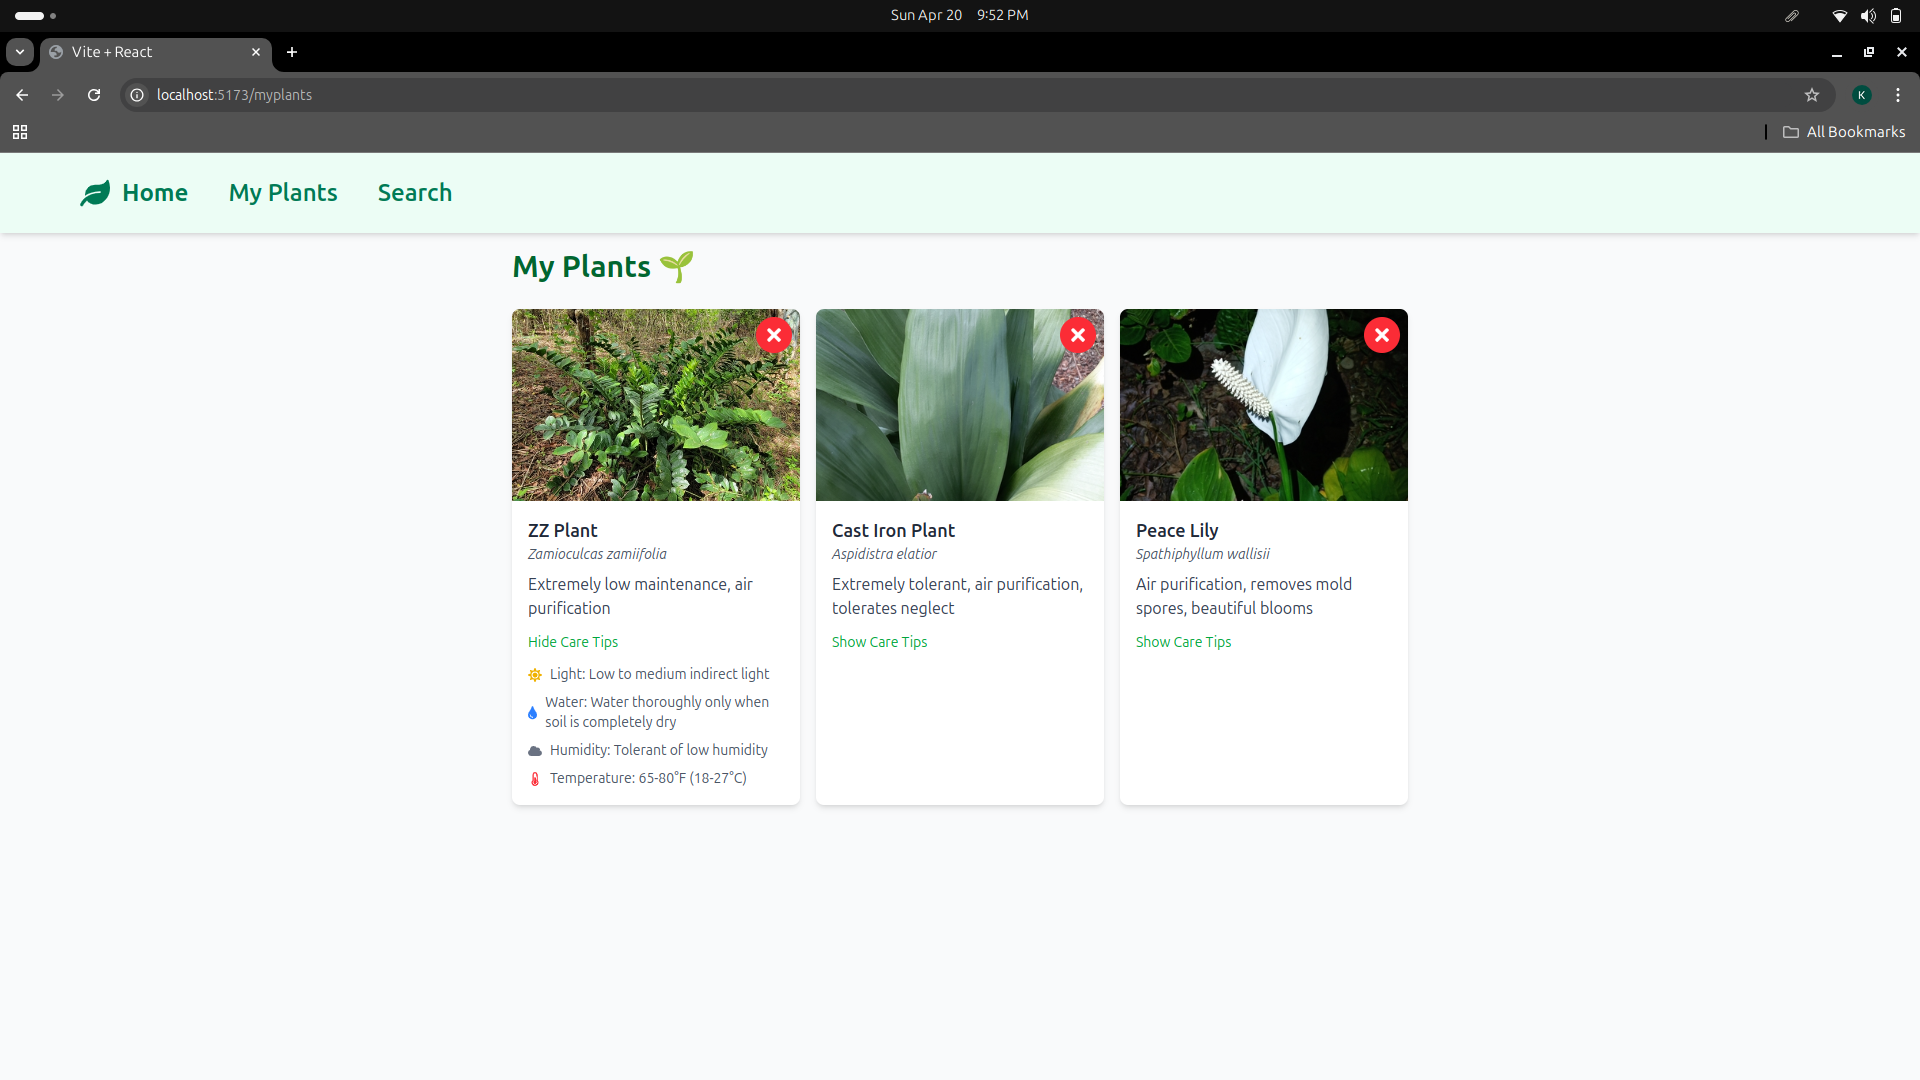 Sun Apr 20 9:52 PM
Vite + React
localhost:5173/myplants
K
All Bookmarks
Home My Plants Search
My Plants 🌱
ZZ Plant
Zamioculcas zamiifolia
Extremely low maintenance, air
purification
Hide Care Tips
Light: Low to medium indirect light
Water: Water thoroughly only when
soil is completely dry
Humidity: Tolerant of low humidity
Temperature: 65-80°F (18-27°C)
Cast Iron Plant
Aspidistra elatior
Extremely tolerant, air purification,
tolerates neglect
Show Care Tips
Peace Lily
Spathiphyllum wallisii
Air purification, removes mold
spores, beautiful blooms
Show Care Tips